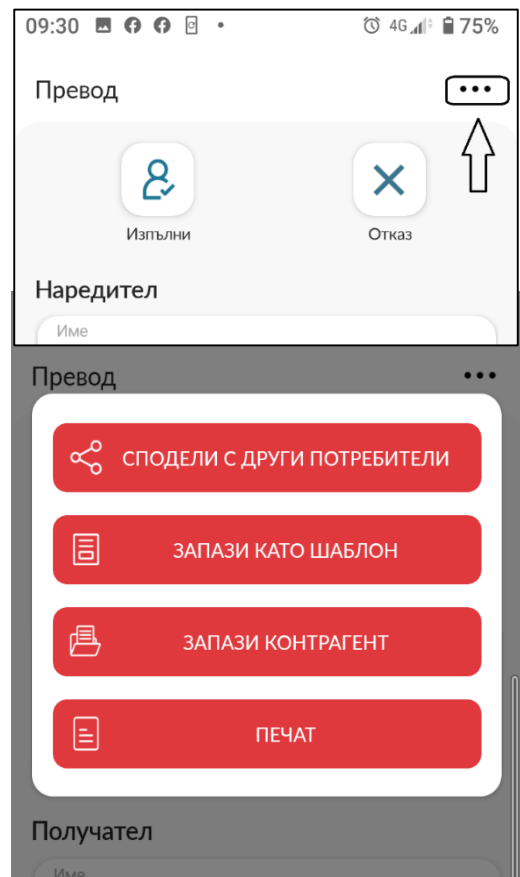 09:30 4G 75%
Превод
Изпълни Отказ
Наредител
Име
Превод
СПОДЕЛИ С ДРУГИ ПОТРЕБИТЕЛИ
ЗАПАЗИ КАТО ШАБЛОН
ЗАПАЗИ КОНТРАГЕНТ
ПЕЧАТ
Получател
Име